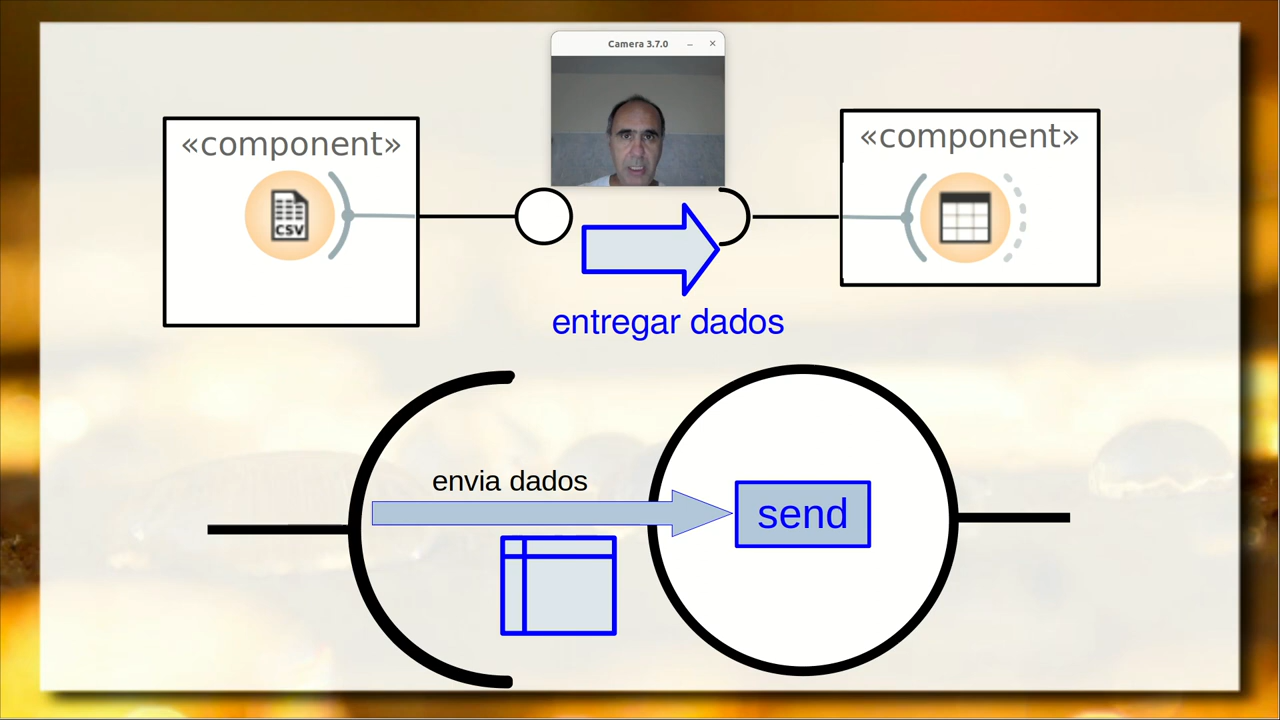 Camera 3.7.0
«component»
«component»
CSV
entregar dados
envia dados
send